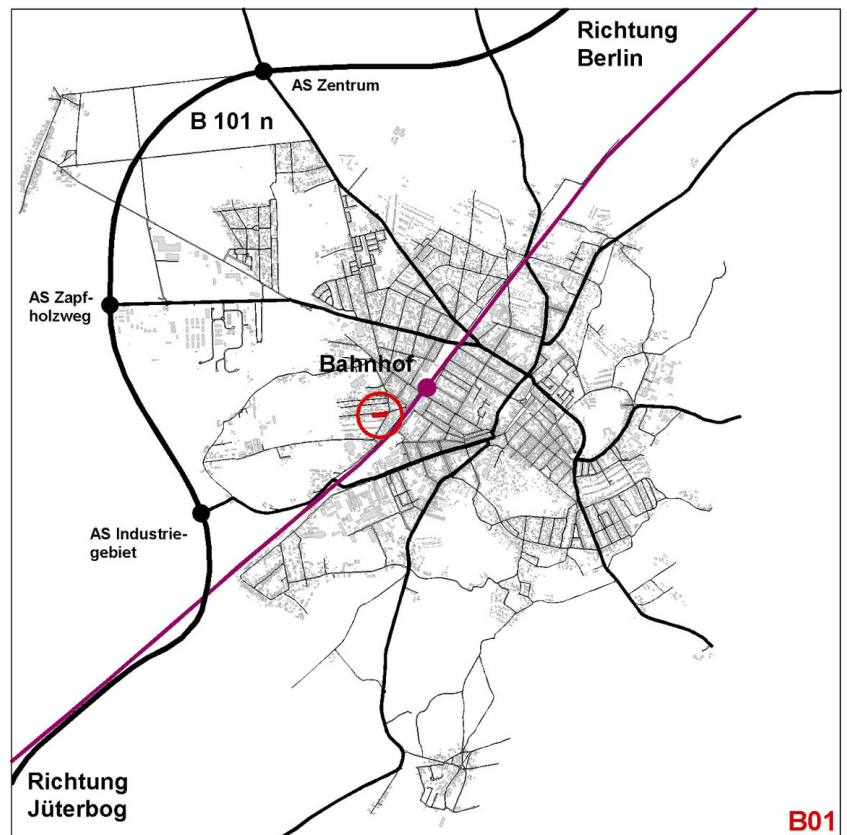 Richtung
Berlin
AS Zentrum
B 101 n
AS Zapf-
holzweg
Bahnhof
AS Industrie-
gebiet
Richtung
Jüterbog
B01